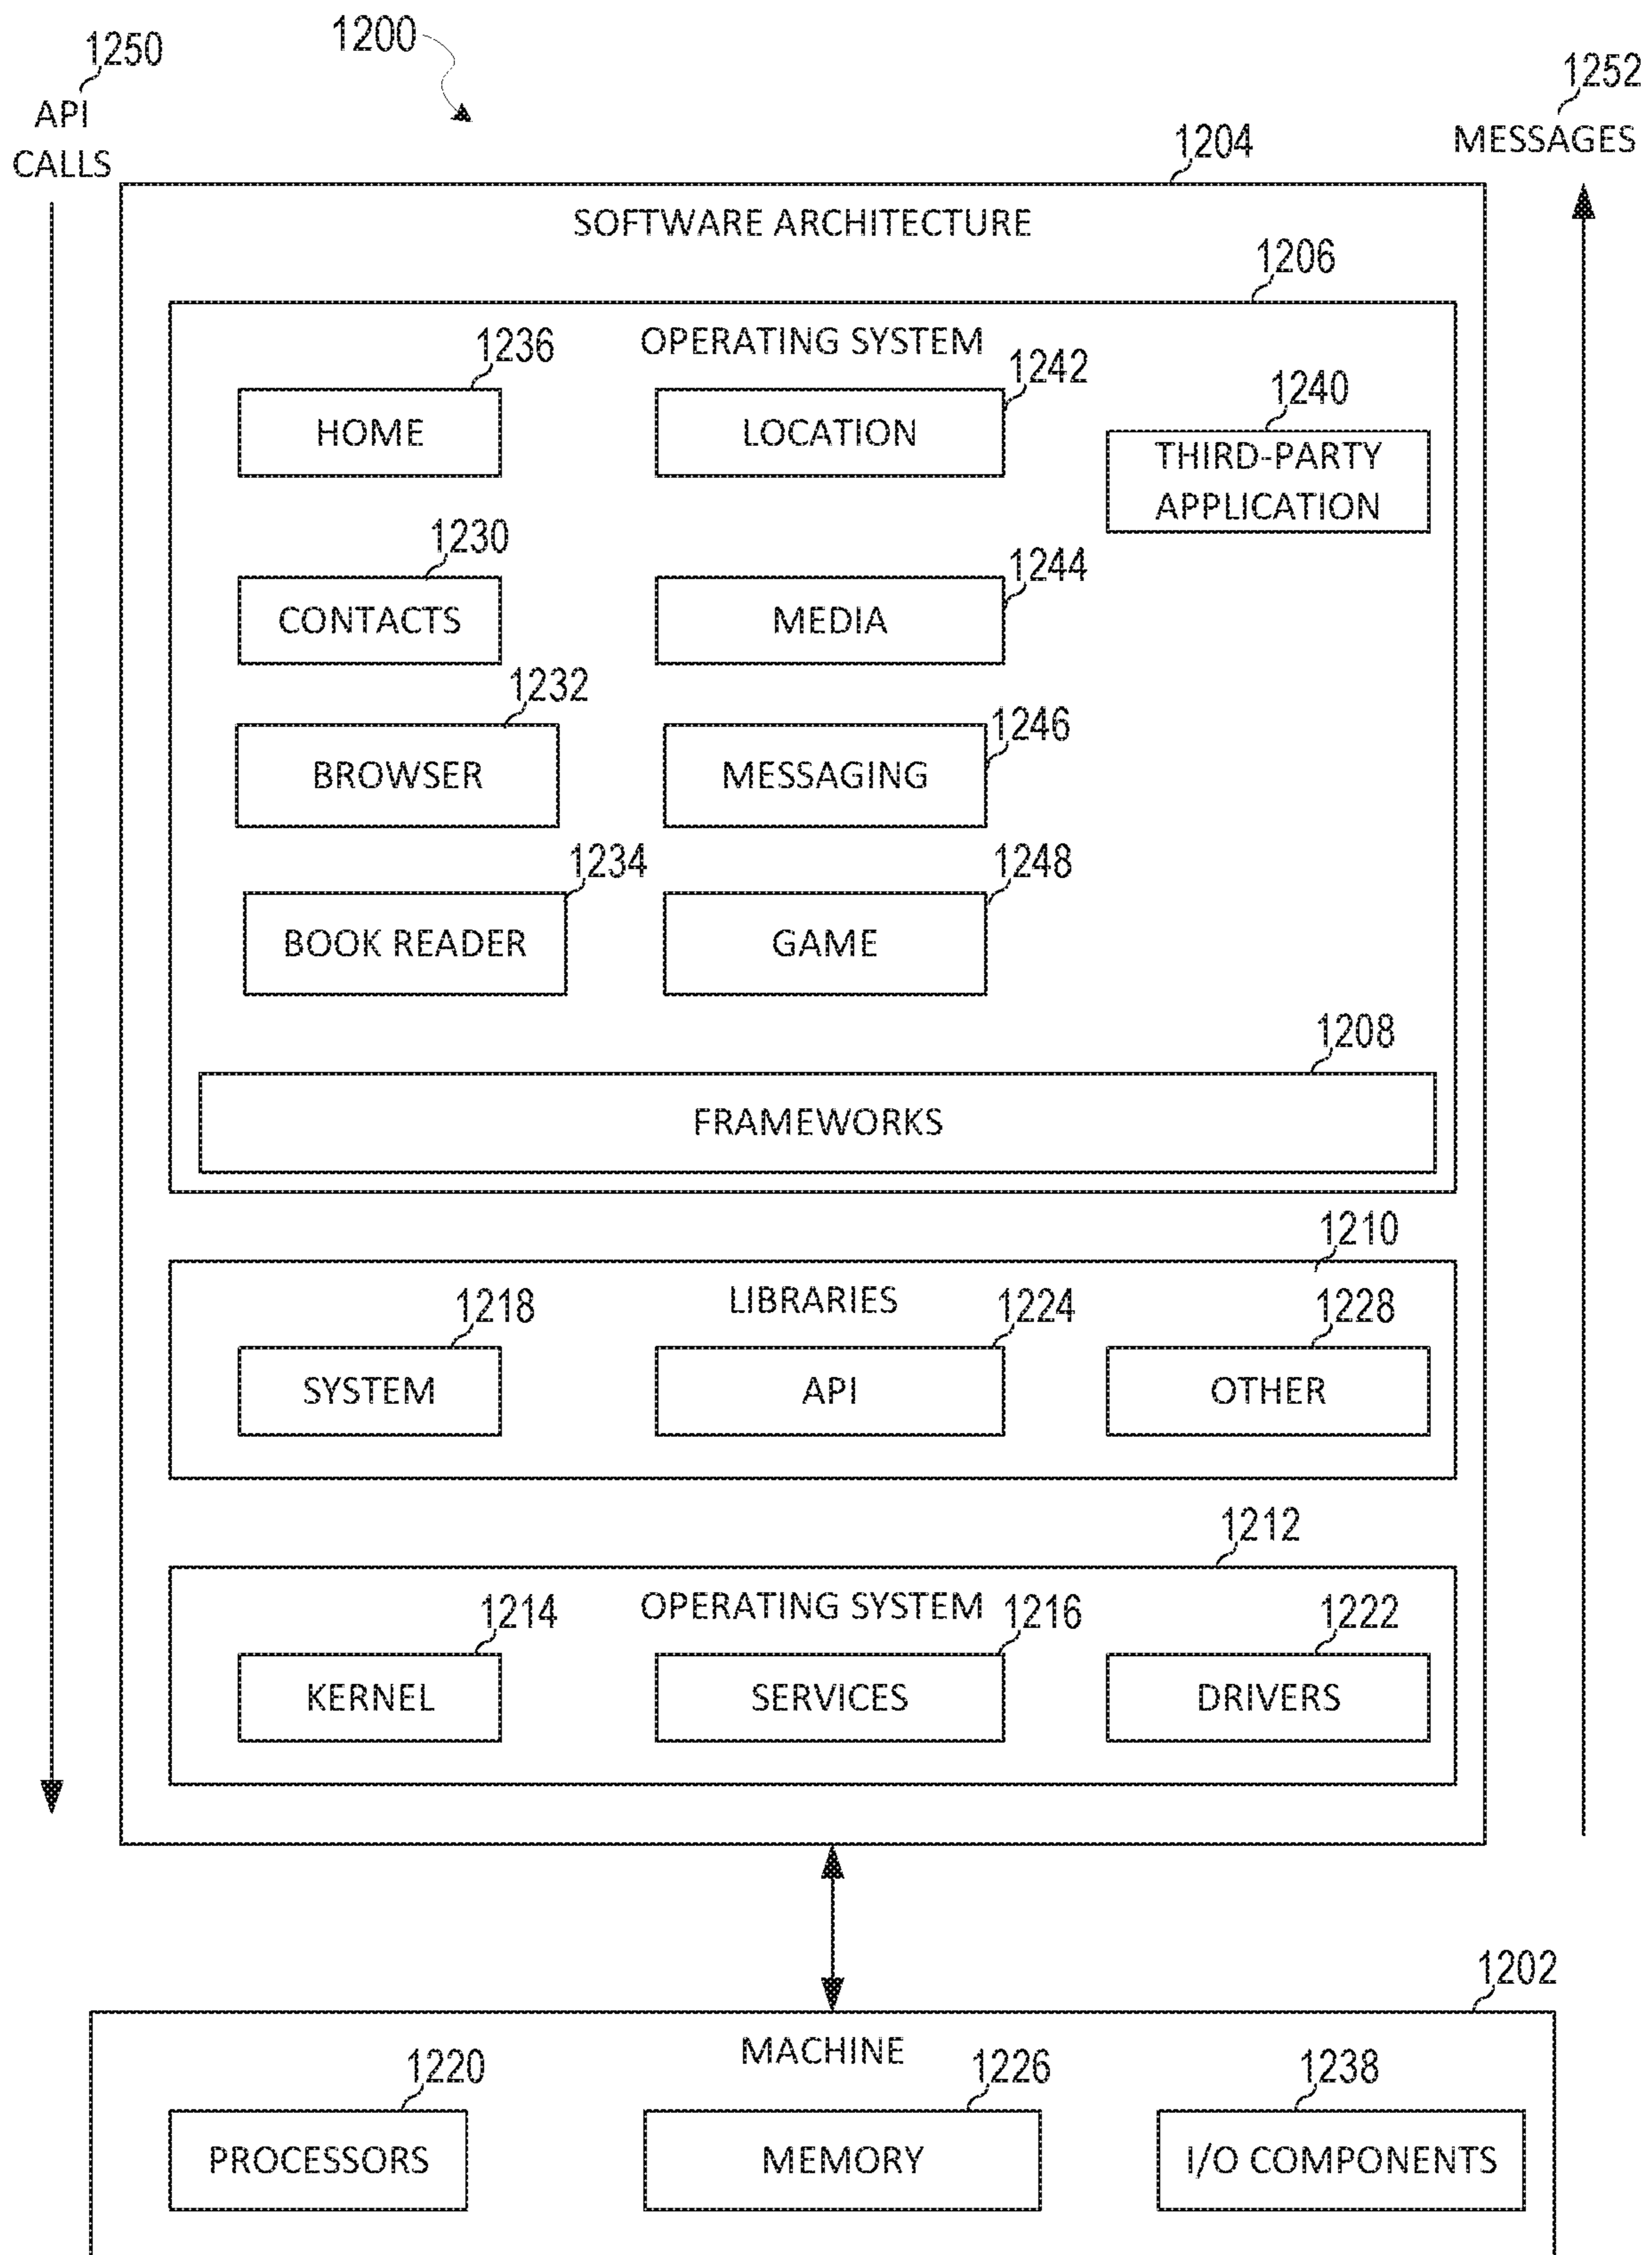 1250
1200
1252
API
CALLS
MESSAGES
1204
SOFTWARE ARCHITECTURE
1206
OPERATING SYSTEM
1236
1242
1240
HOME
LOCATION
THIRD-PARTY
APPLICATION
1230
1244
CONTACTS
MEDIA
1232
1246
BROWSER
MESSAGING
1234
1248
BOOK READER
GAME
1208
FRAMEWORKS
1210
LIBRARIES
1218
1224
1228
SYSTEM
API
OTHER
1212
OPERATING SYSTEM
1214
1216
1222
KERNEL
SERVICES
DRIVERS
1202
MACHINE
1220
1226
1238
PROCESSORS
MEMORY
I/O COMPONENTS